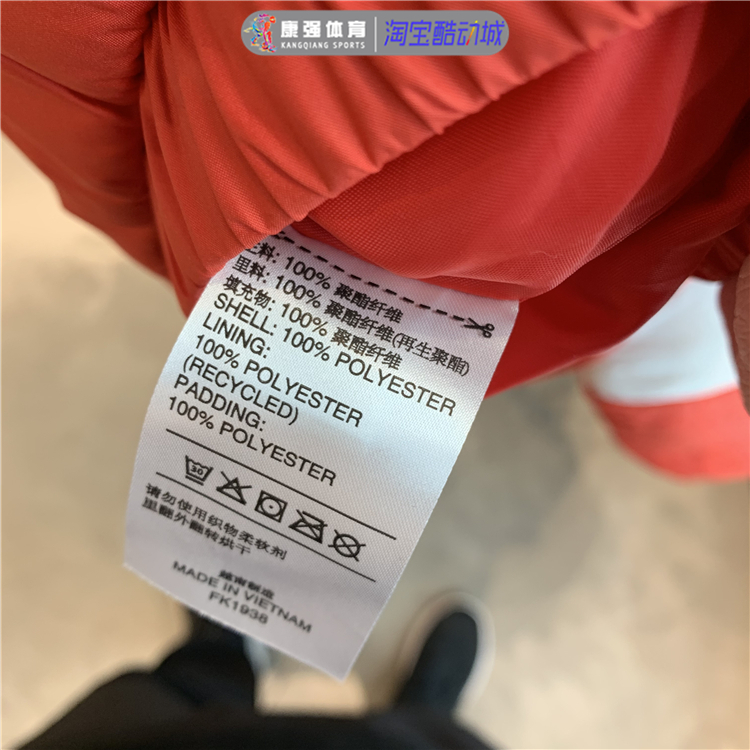 康强体育
KANGQIANG SPORTS
淘宝酷动城
料: 100% 聚酯纤维
里料: 100% 聚酯纤维(再生聚酯)
填充物: 100% 聚酯纤维
SHELL: 100% POLYESTER
LINING:
100% POLYESTER
(RECYCLED)
PADDING:
100% POLYESTER
30
请勿使用织物柔软剂
里翻外翻转烘干
越南制造
MADE IN VIETNAM
FK1938